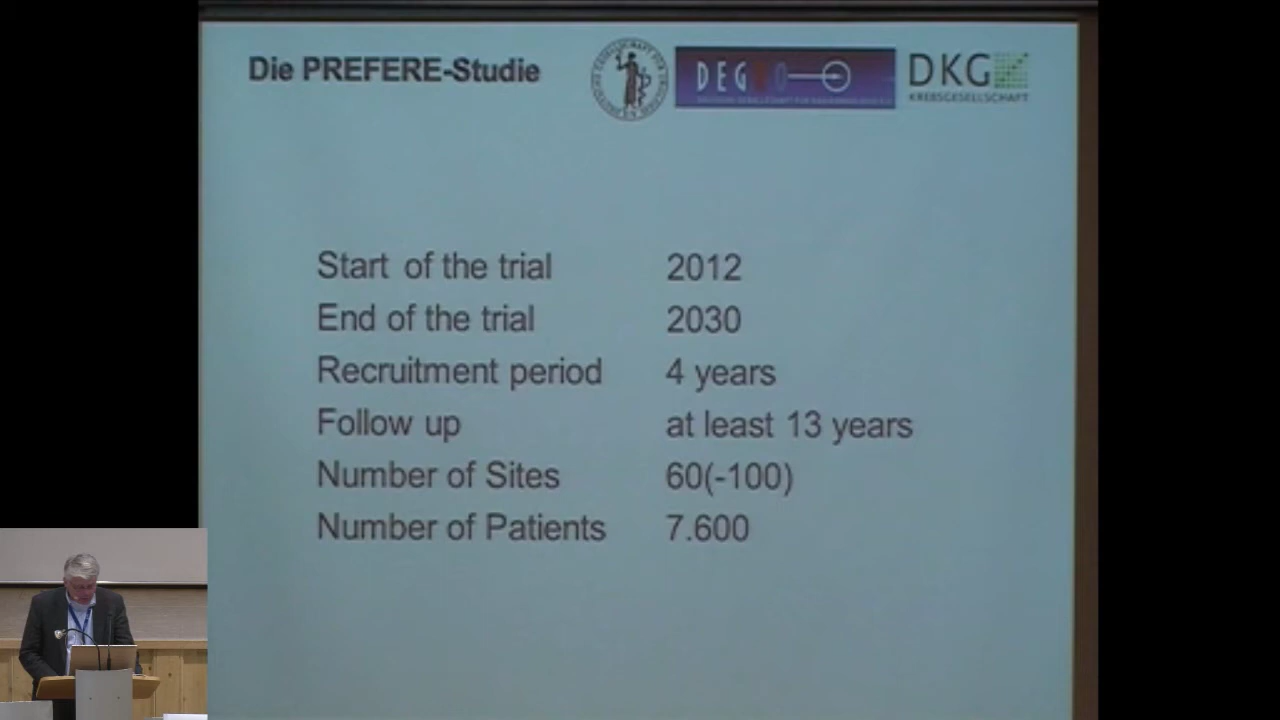 Die PREFERE-Studie
DEGRO
DKG
KREBSGESELLSCHAFT
Start of the trial 2012
End of the trial 2030
Recruitment period 4 years
Follow up at least 13 years
Number of Sites 60(-100)
Number of Patients 7.600